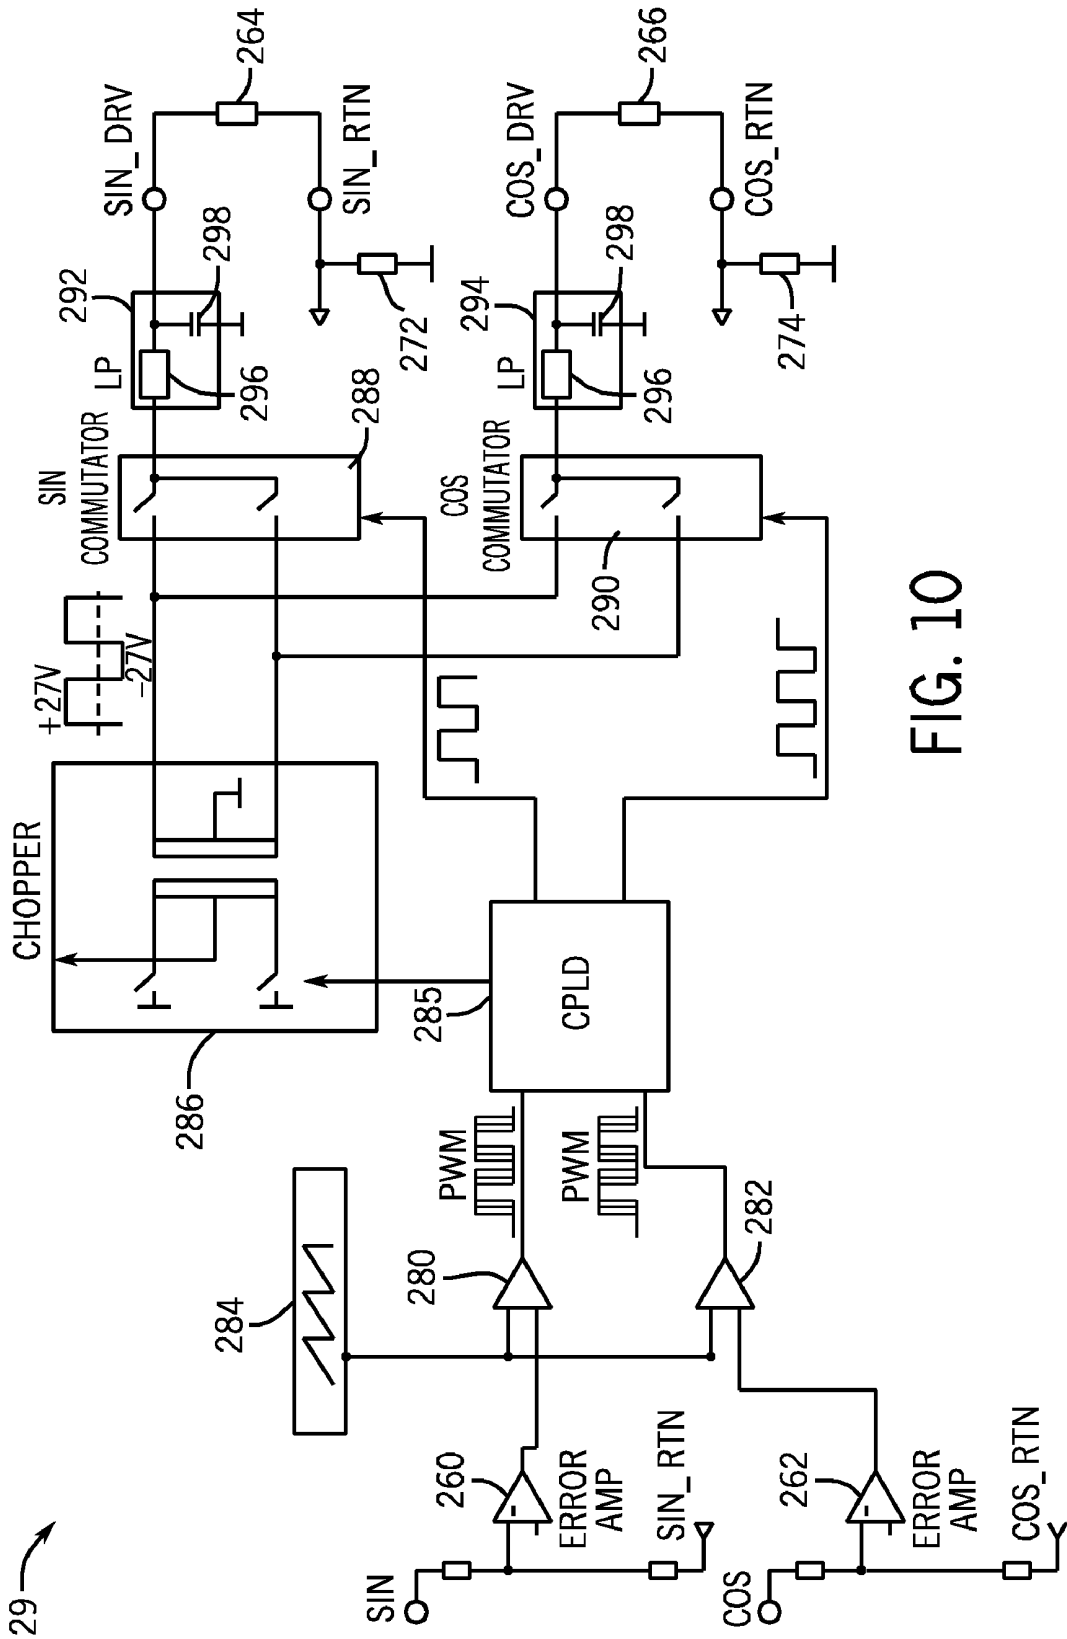 29
SIN
COS
260
ERROR
AMP
SIN_RTN
262
ERROR
AMP
COS_RTN
284
280
282
PWM
PWM
CPLD
285
286
CHOPPER
+27V
-27V
SIN
COMMUTATOR
288
COS
COMMUTATOR
290
LP
292
296
298
LP
294
296
298
SIN_DRV
264
SIN_RTN
272
COS_DRV
266
COS_RTN
274
FIG. 10